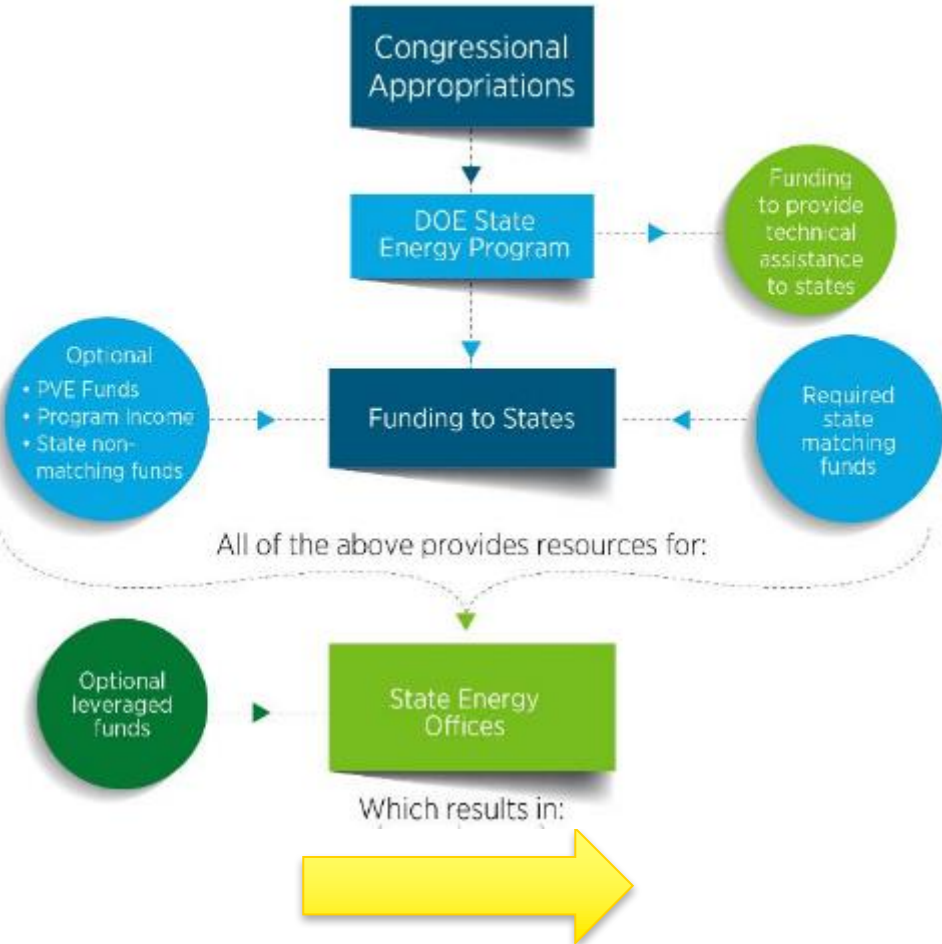 Congressional
Appropriations
DOE State
Energy Program
Funding
to provide
technical
assistance
to states
Optional
• PVE Funds
• Program Income
• State non-
matching funds
Funding to States
Required
state
matching
funds
All of the above provides resources for:
Optional
leveraged
funds
State Energy
Offices
Which results in: